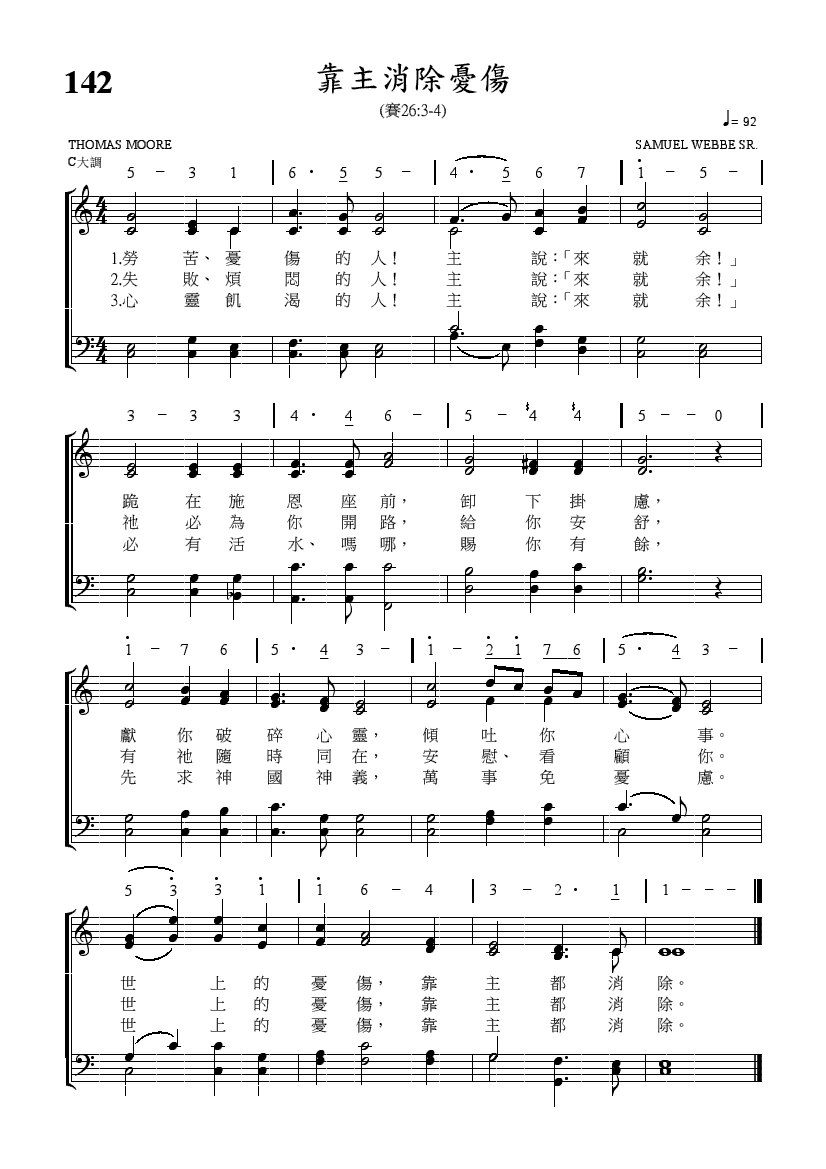 142
靠主消除憂傷
(賽26:3-4)
♩= 92
THOMAS MOORE
SAMUEL WEBBE SR.
C大調
5 – 3 1 | 6· 5 5 – | 4· 5 6 7 | 1̇ – 5 – |
1.勞 苦、憂 傷 的 人! 主 說:「來 就 余!」
2.失 敗、煩 悶 的 人! 主 說:「來 就 余!」
3.心 靈 飢 渴 的 人! 主 說:「來 就 余!」
3 – 3 3 | 4· 4 6 – | 5 – ♯4 ♯4 | 5 – – 0 |
跪 在 施 恩 座 前, 卸 下 掛 慮,
祂 必 為 你 開 路, 給 你 安 舒,
必 有 活 水、嗎 哪, 賜 你 有 餘,
1̇ – 7 6 | 5· 4 3 – | 1̇ – 2̇ 1̇ 7 6 | 5· 4 3 – |
獻 你 破 碎 心 靈, 傾 吐 你 心 事。
有 祂 隨 時 同 在, 安 慰、看 顧 你。
先 求 神 國 神 義, 萬 事 免 憂 慮。
5 3̇ 3̇ 1̇ | 1̇ 6 – 4 | 3 – 2· 1 | 1 – – –
世 上 的 憂 傷, 靠 主 都 消 除。
世 上 的 憂 傷, 靠 主 都 消 除。
世 上 的 憂 傷, 靠 主 都 消 除。